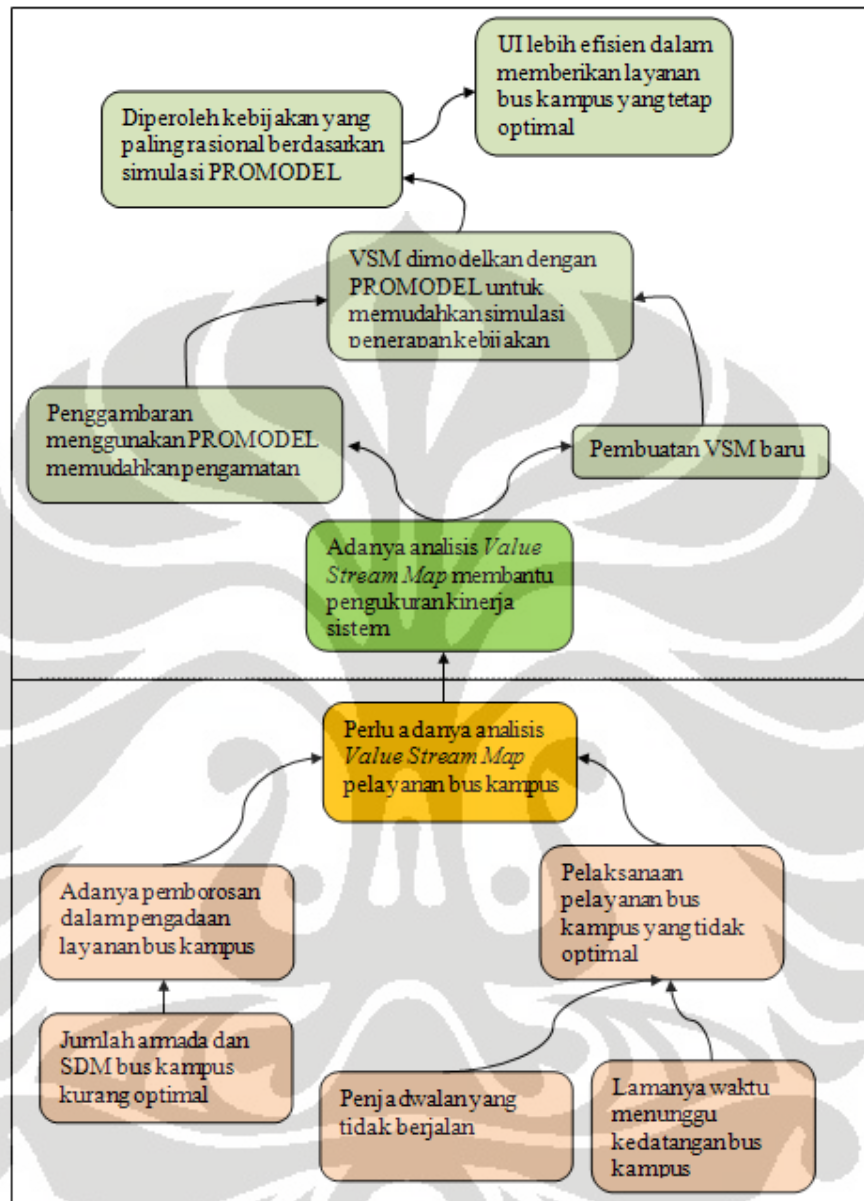 UI lebih efisien dalam
memberikan layanan
bus kampus yang tetap
optimal
Diperoleh kebijakan yang
paling rasional berdasarkan
simulasi PROMODEL
VSM dimodelkan dengan
PROMODEL untuk
memudahkan simulasi
penerapan kebijakan
Penggambaran
menggunakan PROMODEL
memudahkan pengamatan
Pembuatan VSM baru
Adanya analisis Value
Stream Map membantu
pengukuran kinerja
sistem
Perlu adanya analisis
Value Stream Map
pelayanan bus kampus
Adanya pemborosan
dalam pengadaan
layanan bus kampus
Pelaksanaan
pelayanan bus
kampus yang tidak
optimal
Jumlah armada dan
SDM bus kampus
kurang optimal
Penjadwalan yang
tidak berjalan
Lamanya waktu
menunggu
kedatangan bus
kampus